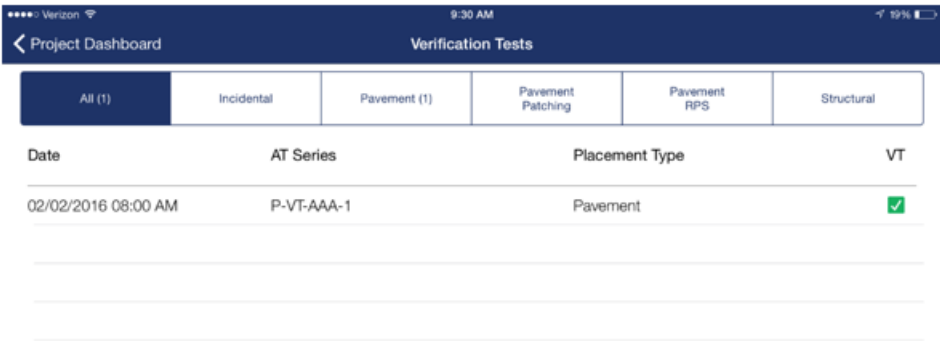 Verizon 9:30 AM 19%
Project Dashboard Verification Tests
All (1) Incidental Pavement (1) Pavement Patching Pavement RPS Structural
Date AT Series Placement Type VT
02/02/2016 08:00 AM P-VT-AAA-1 Pavement